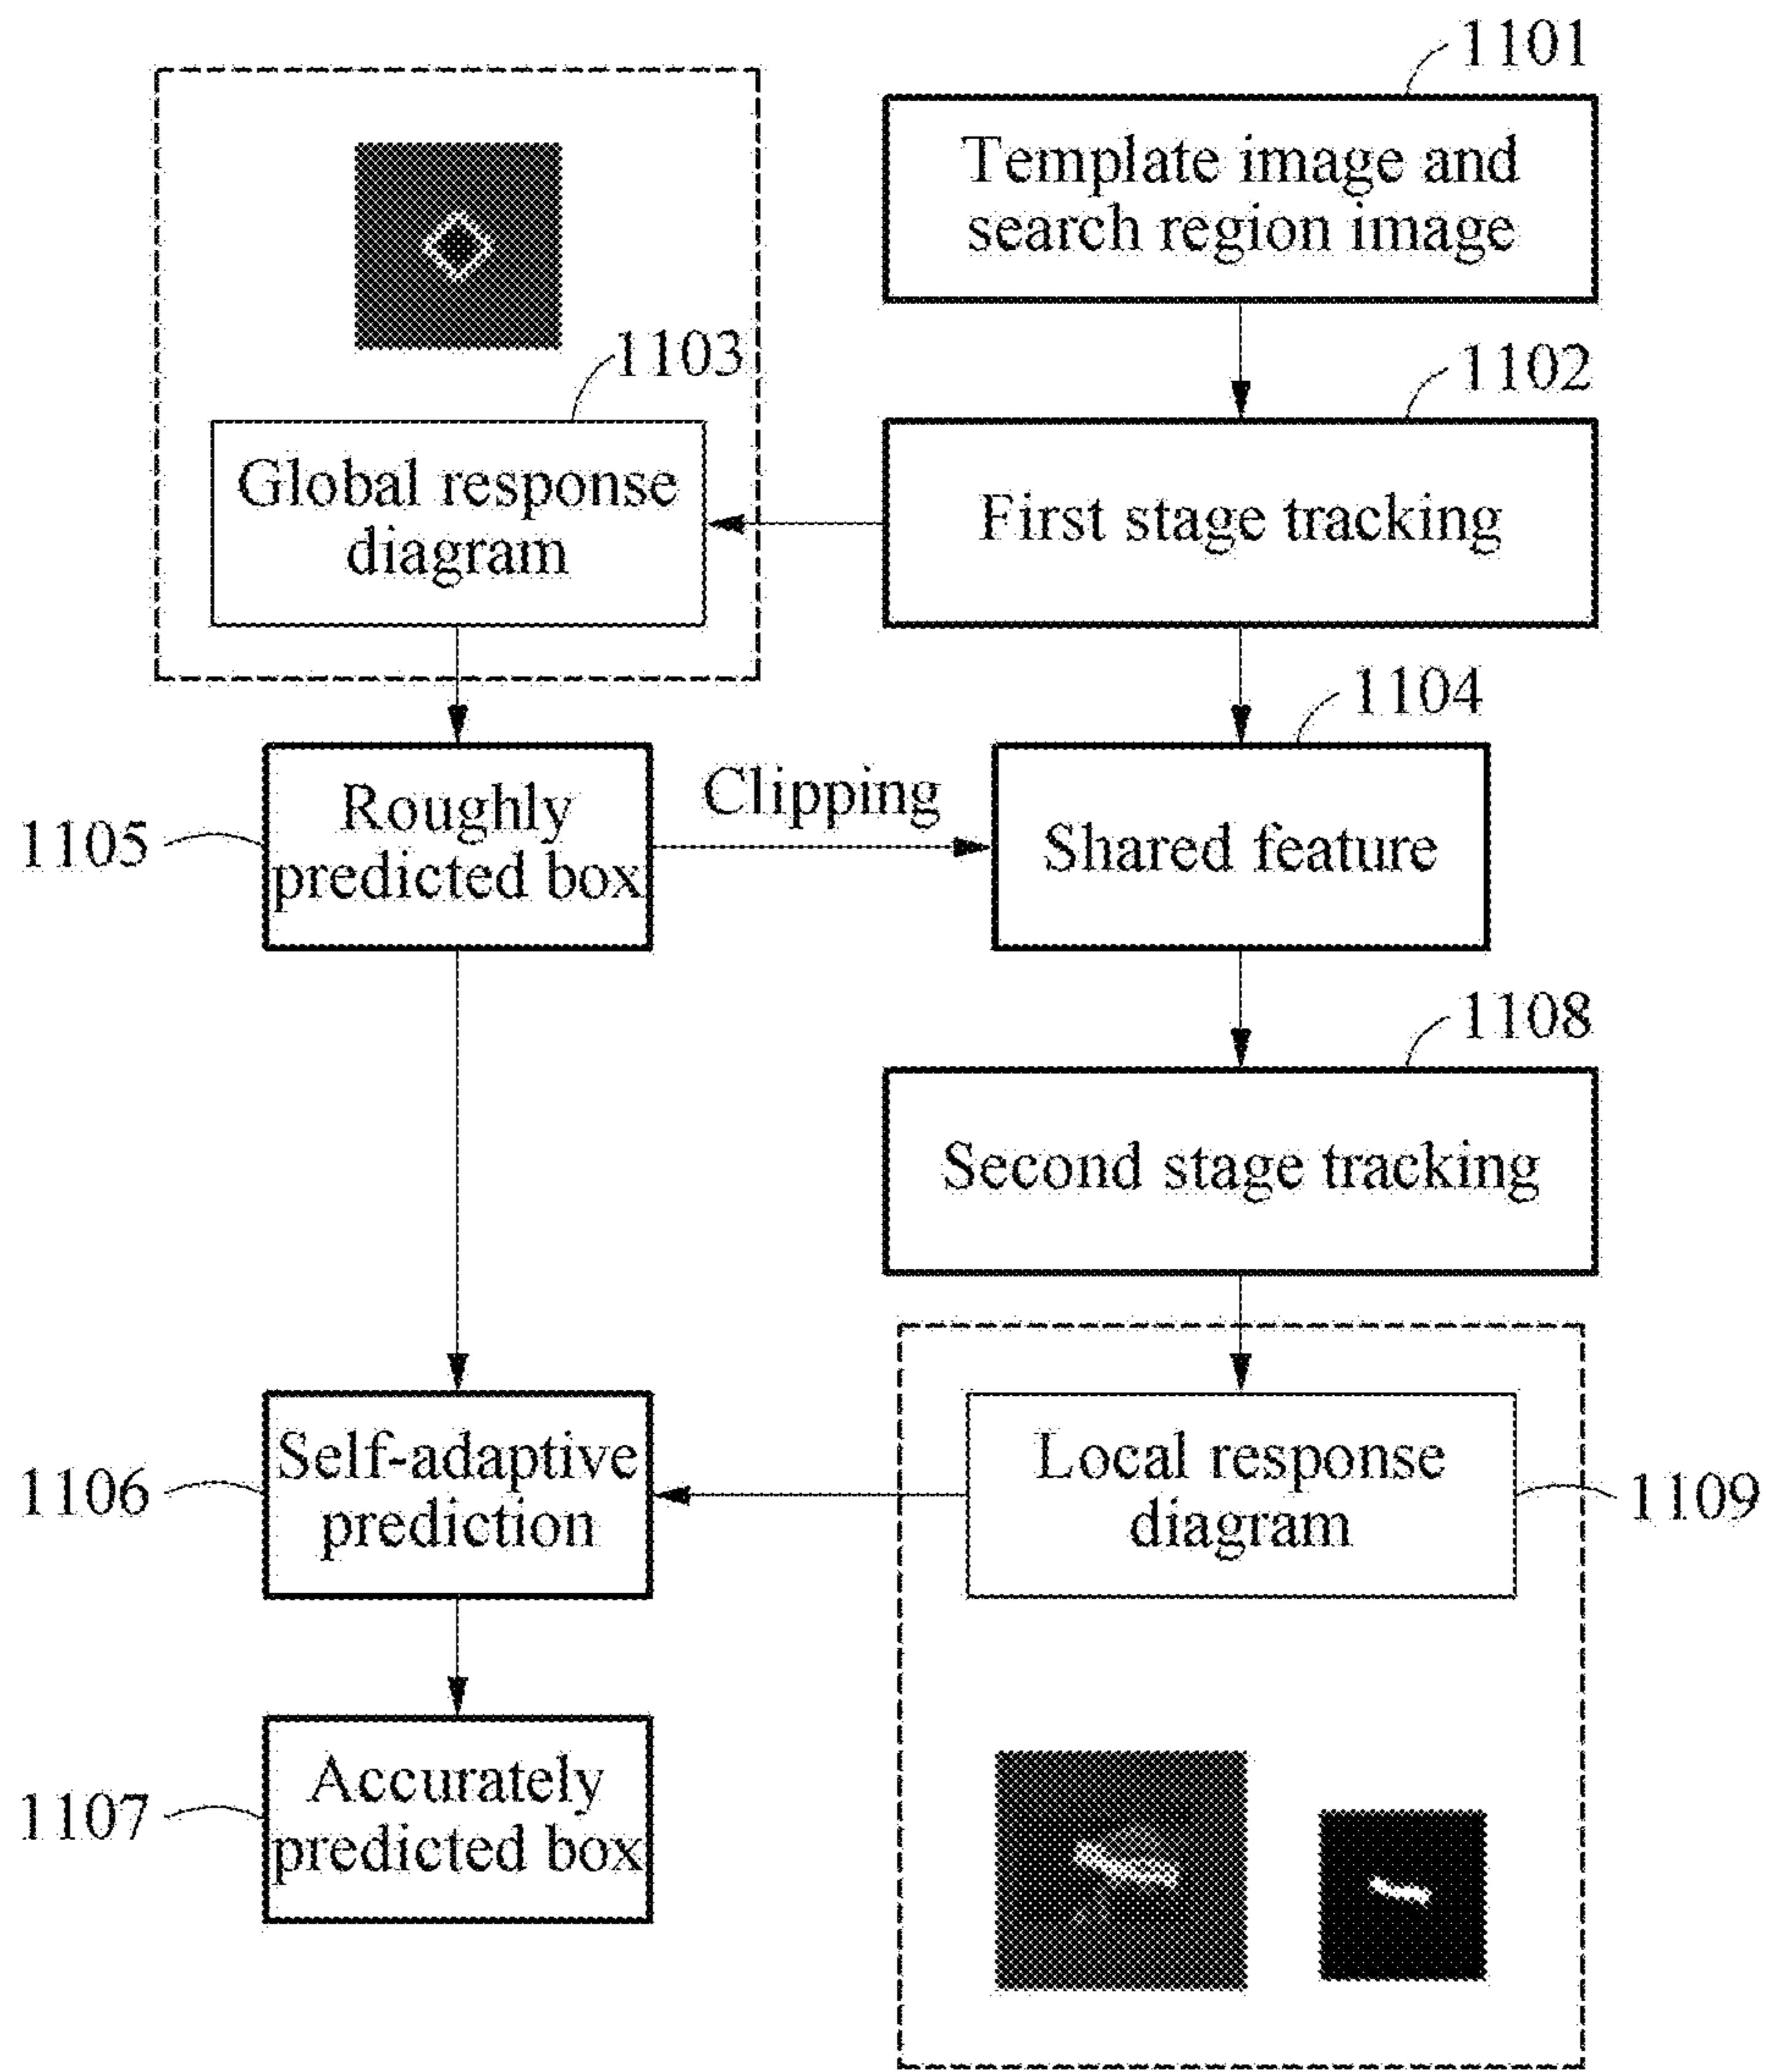 1101
Template image and
search region image
1103
1102
Global response
diagram
First stage tracking
1104
1105
Roughly
predicted box
Clipping
Shared feature
1108
Second stage tracking
1106
Self-adaptive
prediction
Local response
diagram
1109
1107
Accurately
predicted box